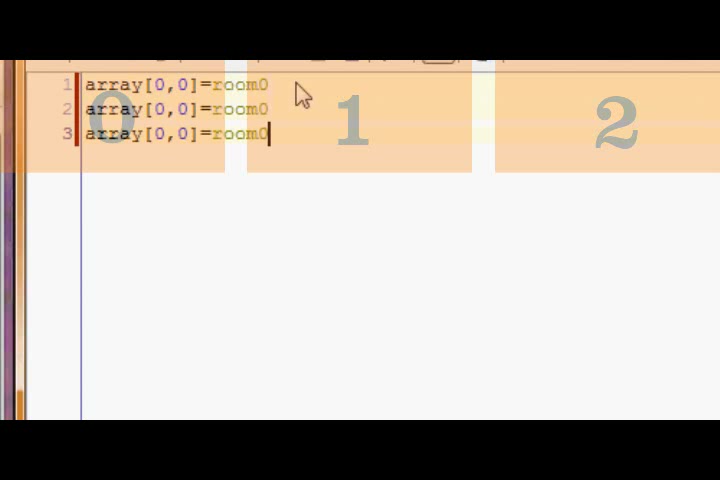 1 array[0,0]=room0
2 array[0,0]=room0
3 array[0,0]=room0
0 1 2